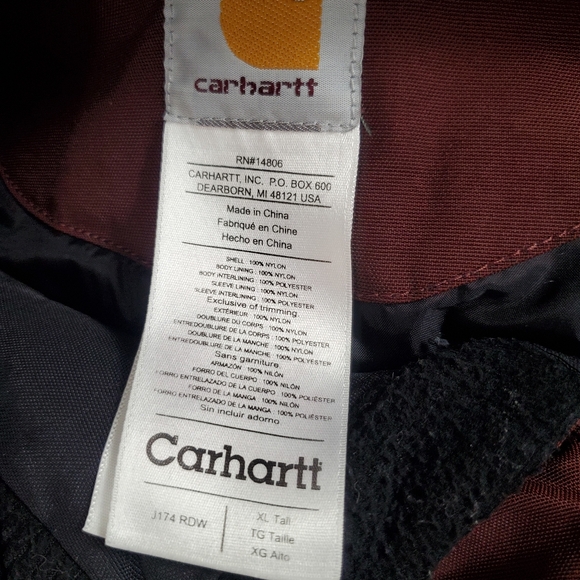 carhartt
RN#14806
CARHARTT, INC. P.O. BOX 600
DEARBORN, MI 48121 USA
Made in China
Fabriqué en Chine
Hecho en China
SHELL : 100% NYLON
BODY LINING : 100% NYLON
BODY INTERLINING : 100% POLYESTER
SLEEVE LINING : 100% NYLON
SLEEVE INTERLINING : 100% POLYESTER
Exclusive of trimming.
EXTÉRIEUR : 100% NYLON
DOUBLURE DU CORPS : 100% NYLON
ENTREDOUBLURE DE LA CORPS : 100% POLYESTER
DOUBLURE DE LA MANCHE : 100% NYLON
ENTREDOUBLURE DE LA MANCHE : 100% POLYESTER
Sans garniture.
ARMAZÓN : 100% NILÓN
FORRO DEL CUERPO : 100% NILÓN
FORRO ENTRELAZADO DE LA CUERPO : 100% POLIÉSTER
FORRO DE LA MANGA : 100% NILÓN
FORRO ENTRELAZADO DE LA MANGA : 100% POLIÉSTER
Sin incluir adorno
Carhartt
J174 RDW
XL Tall
TG Taille
XG Alto